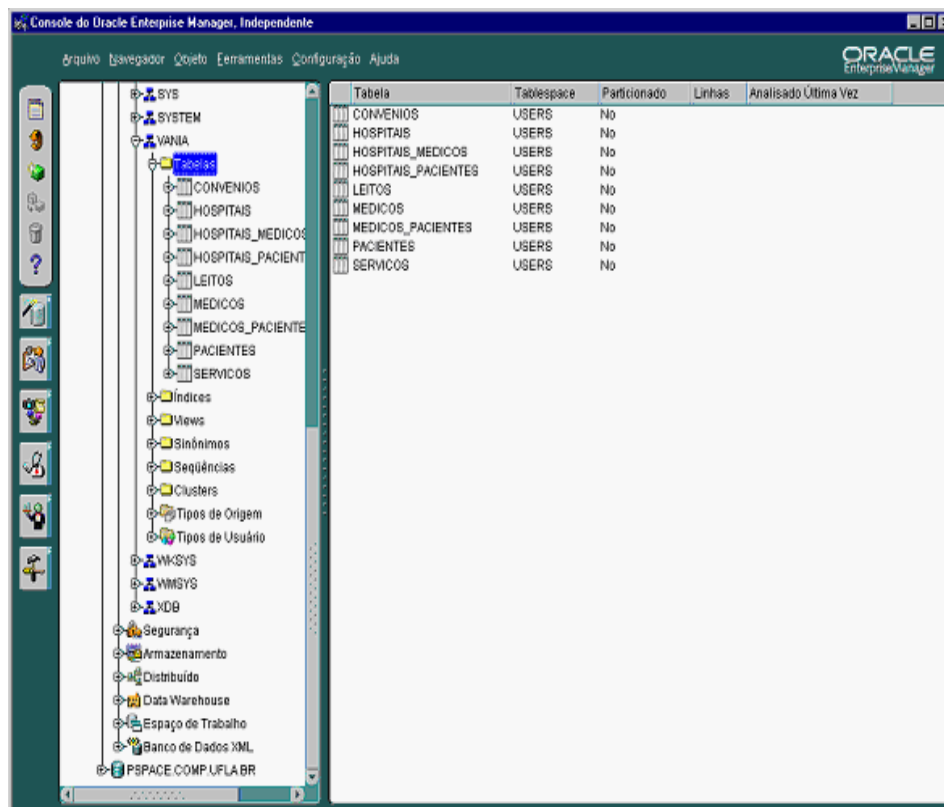 Console do Oracle Enterprise Manager, Independente
Arquivo Navegador Objeto Ferramentas Configuração Ajuda
ORACLE
EnterpriseManager
SYS
SYSTEM
VANIA
Tabelas
CONVENIOS
HOSPITAIS
HOSPITAIS_MEDICOS
HOSPITAIS_PACIENT
LEITOS
MEDICOS
MEDICOS_PACIENTE
PACIENTES
SERVICOS
Índices
Views
Sinônimos
Seqüências
Clusters
Tipos de Origem
Tipos de Usuário
WKSYS
WMSYS
XDB
Segurança
Armazenamento
Distribuído
Data Warehouse
Espaço de Trabalho
Banco de Dados XML
PSPACE.COMP.UFLA.BR
Tabela Tablespace Particionado Linhas Analisado Última Vez
CONVENIOS USERS No
HOSPITAIS USERS No
HOSPITAIS_MEDICOS USERS No
HOSPITAIS_PACIENTES USERS No
LEITOS USERS No
MEDICOS USERS No
MEDICOS_PACIENTES USERS No
PACIENTES USERS No
SERVICOS USERS No